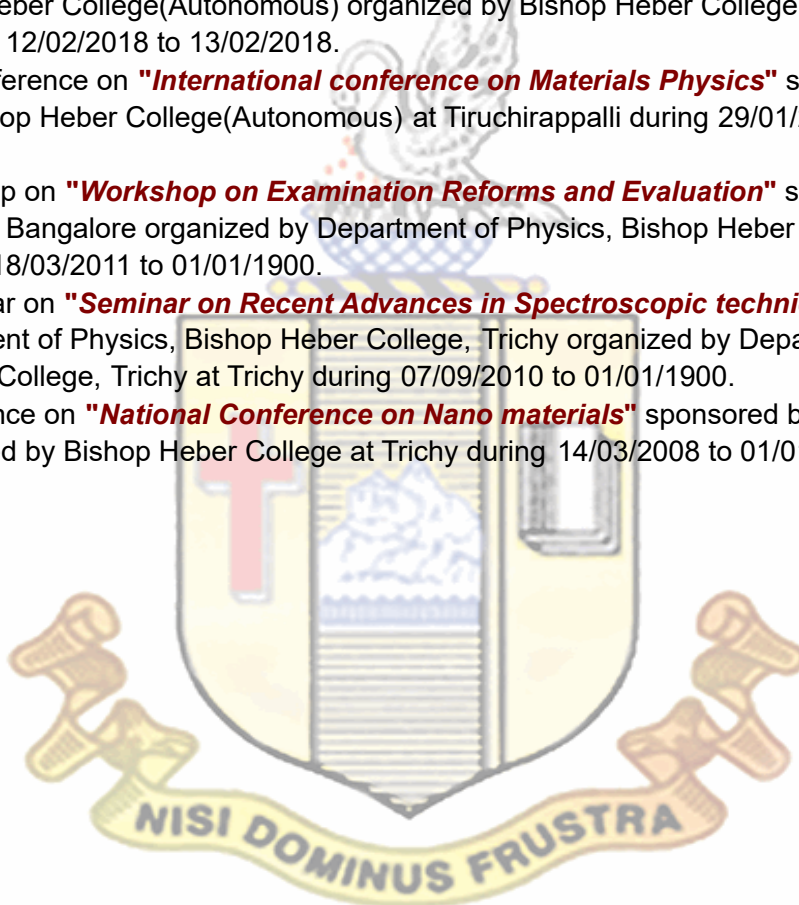 eber College(Autonomous) organized by Bishop Heber College
12/02/2018 to 13/02/2018.
ference on "International conference on Materials Physics" s
op Heber College(Autonomous) at Tiruchirappalli during 29/01/
p on "Workshop on Examination Reforms and Evaluation" s
Bangalore organized by Department of Physics, Bishop Heber
18/03/2011 to 01/01/1900.
ar on "Seminar on Recent Advances in Spectroscopic techni
ent of Physics, Bishop Heber College, Trichy organized by Depa
College, Trichy at Trichy during 07/09/2010 to 01/01/1900.
nce on "National Conference on Nano materials" sponsored b
d by Bishop Heber College at Trichy during 14/03/2008 to 01/0
NISI DOMINUS FRUSTRA